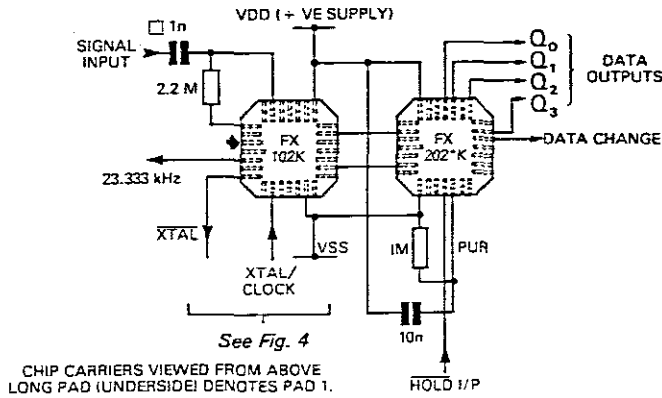 □ 1n
VDD (+ VE SUPPLY)
SIGNAL INPUT
2.2 M
Q0
Q1
Q2
Q3
DATA OUTPUTS
FX 102K
FX 202*K
DATA CHANGE
23.333 kHz
XTAL
XTAL/ CLOCK
VSS
1M
PUR
10n
See Fig. 4
HOLD I/P
CHIP CARRIERS VIEWED FROM ABOVE
LONG PAD (UNDERSIDE) DENOTES PAD 1.